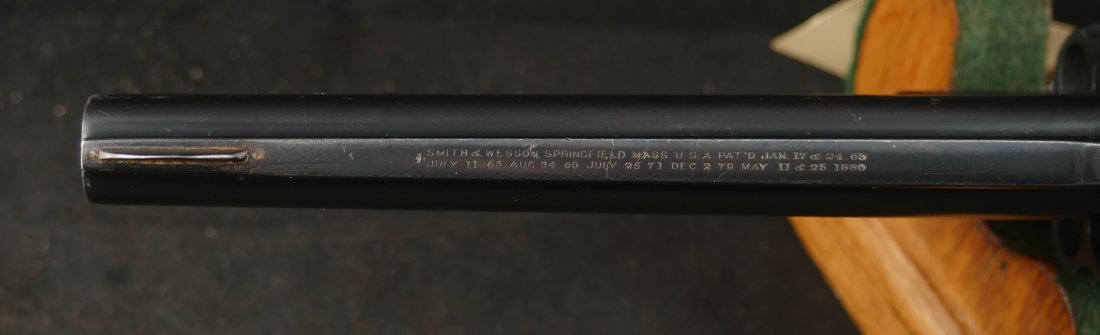 SMITH & WESSON, SPRINGFIELD MASS. U.S.A. PAT'D JAN. 17 & 24. 65
JULY 11 65 AUG 24 69 JULY 25 71 DEC. 2 79 MAY 11 & 25 1880